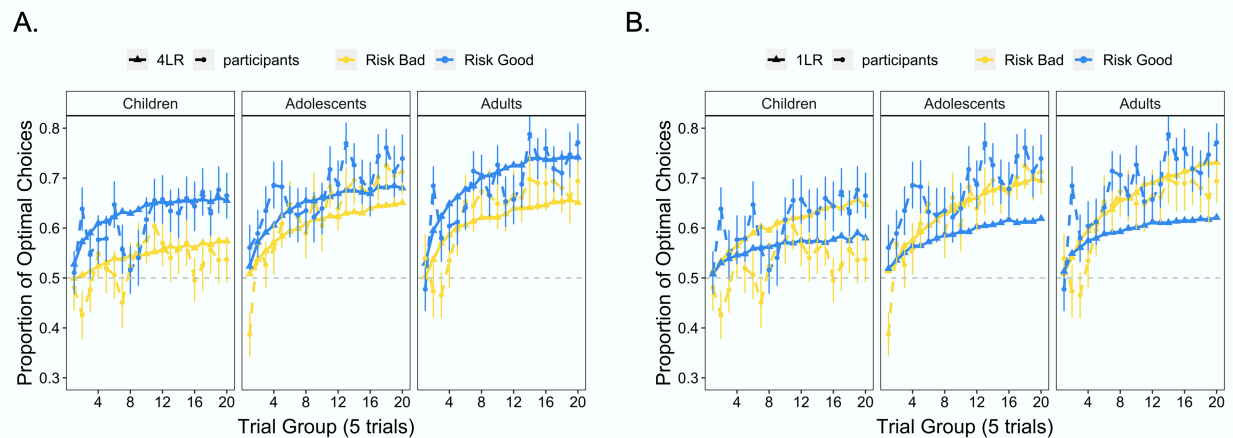 A.
4LR participants Risk Bad Risk Good
Children Adolescents Adults
Proportion of Optimal Choices
0.8
0.7
0.6
0.5
0.4
0.3
4 8 12 16 20 4 8 12 16 20 4 8 12 16 20
Trial Group (5 trials)
B.
1LR participants Risk Bad Risk Good
Children Adolescents Adults
Proportion of Optimal Choices
0.8
0.7
0.6
0.5
0.4
0.3
4 8 12 16 20 4 8 12 16 20 4 8 12 16 20
Trial Group (5 trials)